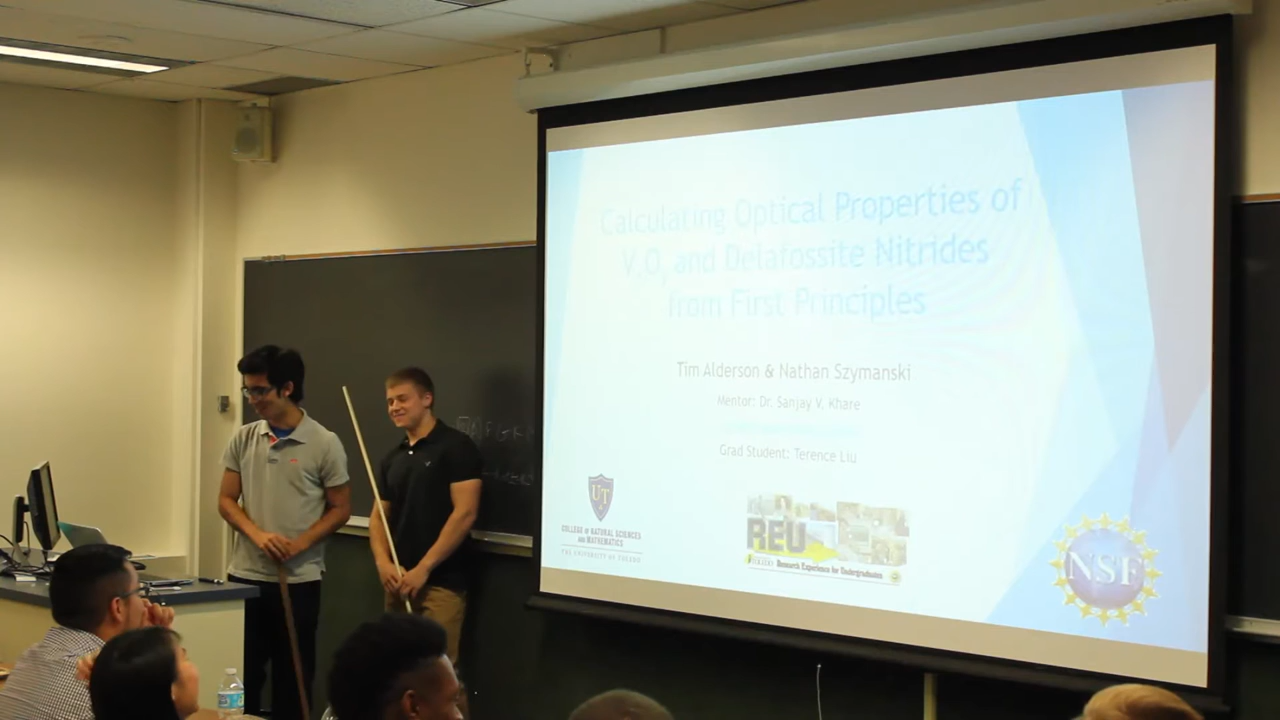 Calculating Optical Properties of
and Delafossite Nitrides
from First Principles
Tim Alderson & Nathan Szymanski
Mentor: Dr. Sanjay V. Khare
Grad Student: Terence Liu
UT
COLLEGE OF NATURAL SCIENCES
AND MATHEMATICS
THE UNIVERSITY OF TOLEDO
REU
TOLEDO Research Experience for Undergraduates
NSF